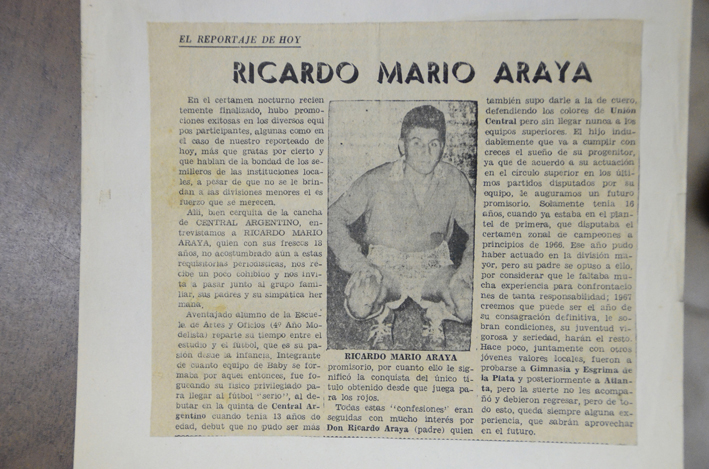 EL REPORTAJE DE HOY
RICARDO MARIO ARAYA
En el certamen nocturno recien
temente finalizado, hubo promo-
ciones exitosas en los diversos equi
pos participantes, algunas como en
el caso de nuestro reporteado de
hoy, más que gratas por cierto y
que hablan de la bondad de los se-
milleros de las instituciones loca-
les, a pesar de que no se le brin-
dan a las divisiones menores el es
fuerzo que se merecen.
Allá, bien cerquita de la cancha
de CENTRAL ARGENTINO, en-
trevistamos a RICARDO MARIO
ARAYA, quien con sus frescos 18
años, no acostumbrado aun a estas
requisitorias periodísticas, nos re-
cibe un poco cohibido y nos invi-
ta a pasar junto al grupo fami-
liar, sus padres y su simpática her
mana.
Aventajado alumno de la Escue-
la de Artes y Oficios (4º Año Mo-
delista) reparte su tiempo entre el
estudio y el fútbol, que es su pa-
sión desde la infancia. Integrante
de cuanto equipo de Baby se for-
maba por aquel entonces, fue fo-
gueando su físico privilegiado pa-
ra llegar al fútbol "serio", al de-
butar en la quinta de Central Ar-
gentino cuando tenía 13 años de
edad, debut que no pudo ser más
RICARDO MARIO ARAYA
promisorio, por cuanto ello le sig-
nificó la conquista del único tí-
tulo obtenido desde que juega pa-
ra los rojos.
Todas estas "confesiones" eran
seguidas con mucho interés por
Don Ricardo Araya (padre) quien
también supo darle a la de cuero,
defendiendo los colores de Unión
Central pero sin llegar nunca a los
equipos superiores. El hijo indu-
dablemente que va a cumplir con
creces el sueño de su progenitor,
ya que de acuerdo a su actuación
en el círculo superior en los últi-
mos partidos disputados por su
equipo, le auguramos un futuro
promisorio. Solamente tenía 16
años, cuando ya estaba en el plan-
tel de primera, que disputaba el
certamen zonal de campeones a
principios de 1966. Ese año pudo
haber actuado en la división ma-
yor, pero su padre se opuso a ello,
por considerar que le faltaba mu-
cha experiencia para confrontacio-
nes de tanta responsabilidad; 1967
creemos que puede ser el año de
su consagración definitiva, le so-
bran condiciones, su juventud vi-
gorosa y seriedad, harán el resto.
Hace poco, juntamente con otros
jóvenes valores locales, fueron a
probarse a Gimnasia y Esgrima de
la Plata y posteriormente a Atlan-
ta, pero la suerte no les acompa-
ñó y debieron regresar, pero de to-
do esto, queda siempre alguna ex-
periencia, que sabrán aprovechar
en el futuro.